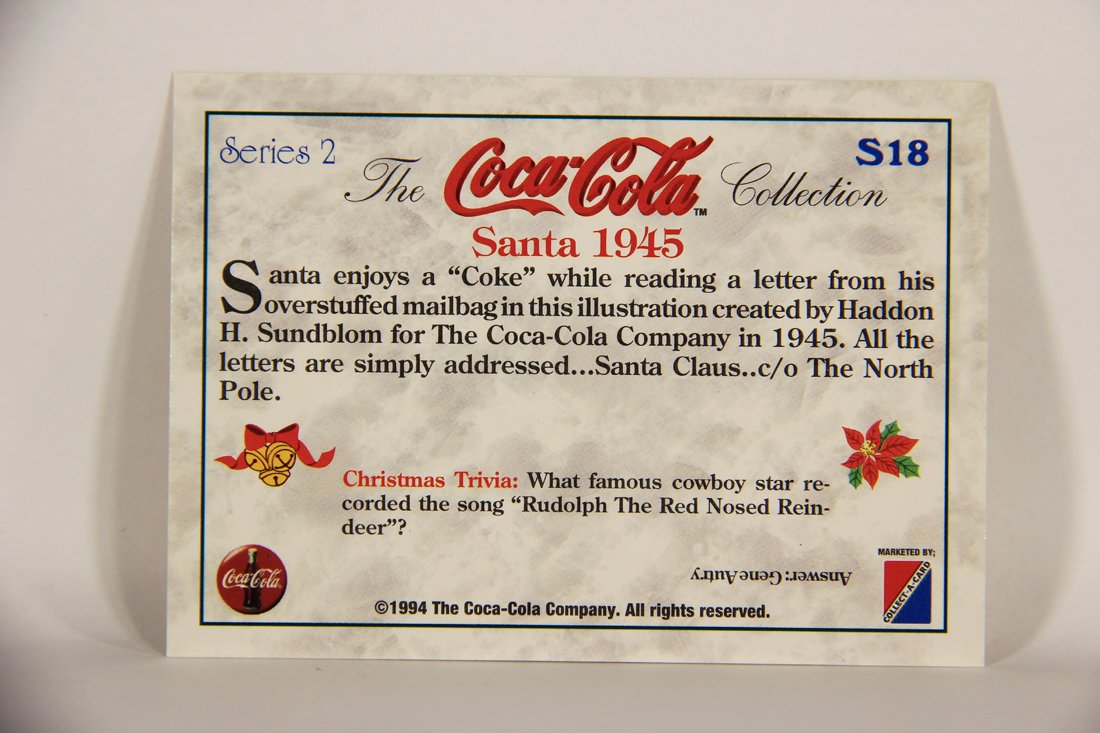 Series 2
S18
The Coca-Cola™ Collection
Santa 1945
Santa enjoys a “Coke” while reading a letter from his
overstuffed mailbag in this illustration created by Haddon
H. Sundblom for The Coca-Cola Company in 1945. All the
letters are simply addressed...Santa Claus..c/o The North
Pole.
Christmas Trivia: What famous cowboy star re-
corded the song “Rudolph The Red Nosed Rein-
deer”?
Coca-Cola
Answer:GeneAutry
MARKETED BY:
COLLECT-A-CARD
©1994 The Coca-Cola Company. All rights reserved.